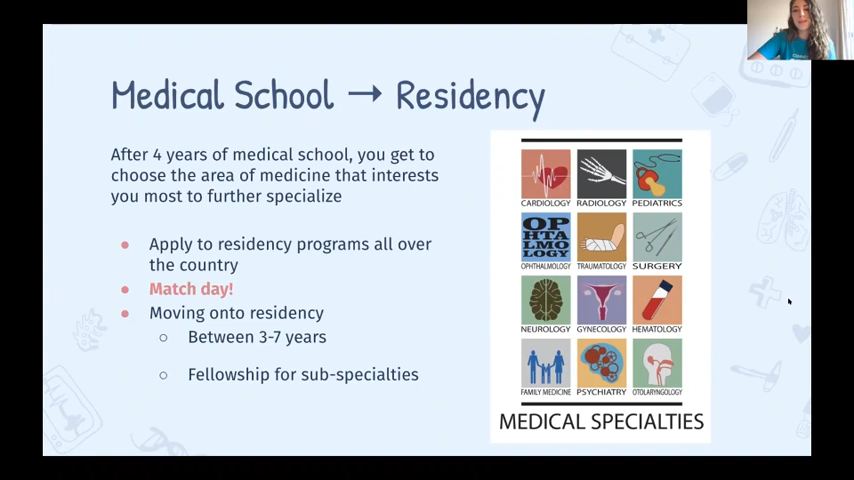 Medical School → Residency
After 4 years of medical school, you get to
choose the area of medicine that interests
you most to further specialize
● Apply to residency programs all over
the country
● Match day!
● Moving onto residency
○ Between 3-7 years
○ Fellowship for sub-specialties
CARDIOLOGY RADIOLOGY PEDIATRICS
OP
HTA
LMO
LOGY
OPHTHALMOLOGY TRAUMATOLOGY SURGERY
NEUROLOGY GYNECOLOGY HEMATOLOGY
FAMILY MEDICINE PSYCHIATRY OTOLARYNGOLOGY
MEDICAL SPECIALTIES